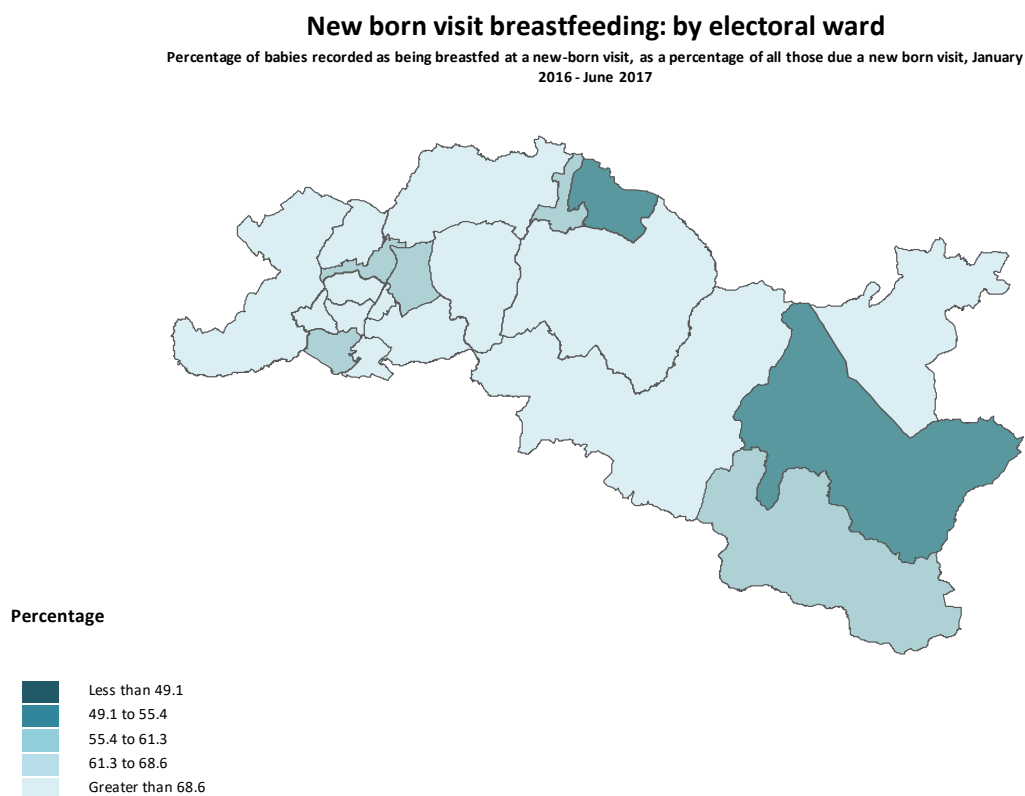 New born visit breastfeeding: by electoral ward
Percentage of babies recorded as being breastfed at a new-born visit, as a percentage of all those due a new born visit, January
2016 - June 2017
Percentage
Less than 49.1
49.1 to 55.4
55.4 to 61.3
61.3 to 68.6
Greater than 68.6